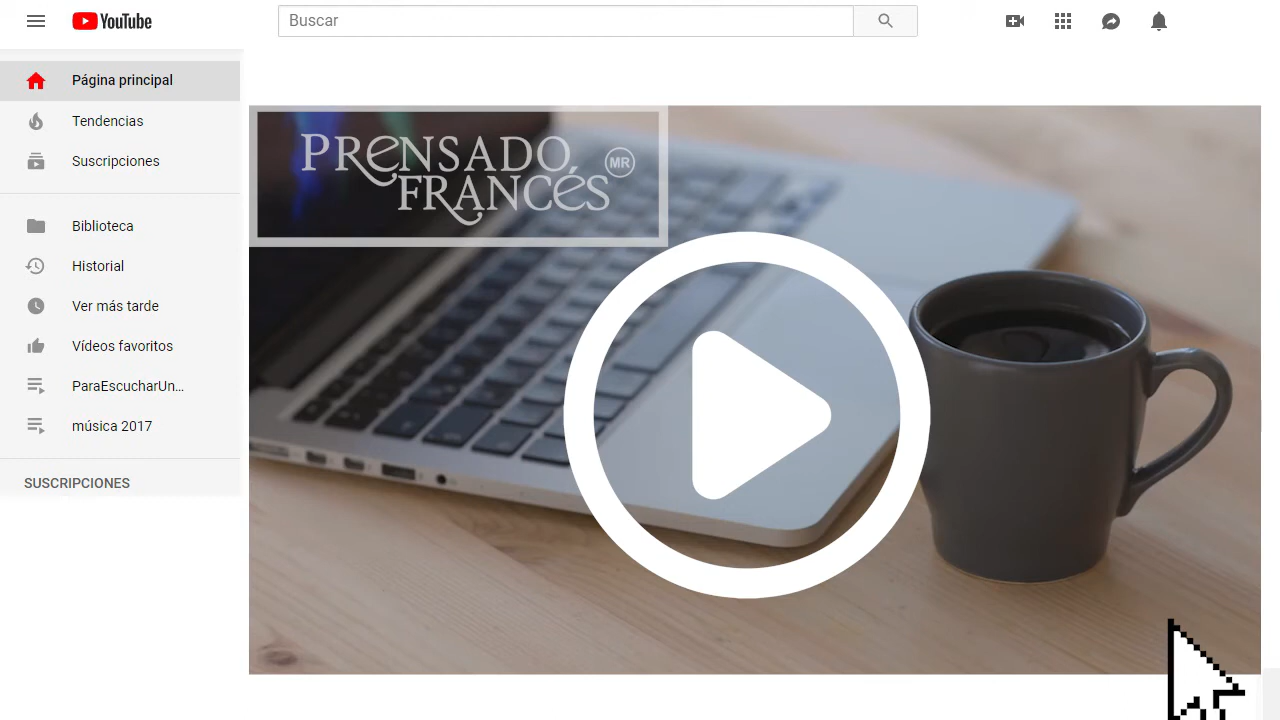 YouTube
Buscar
Página principal
Tendencias
Suscripciones
Biblioteca
Historial
Ver más tarde
Vídeos favoritos
ParaEscucharUn...
música 2017
SUSCRIPCIONES
PRENSADO
FRANCÉS
MR